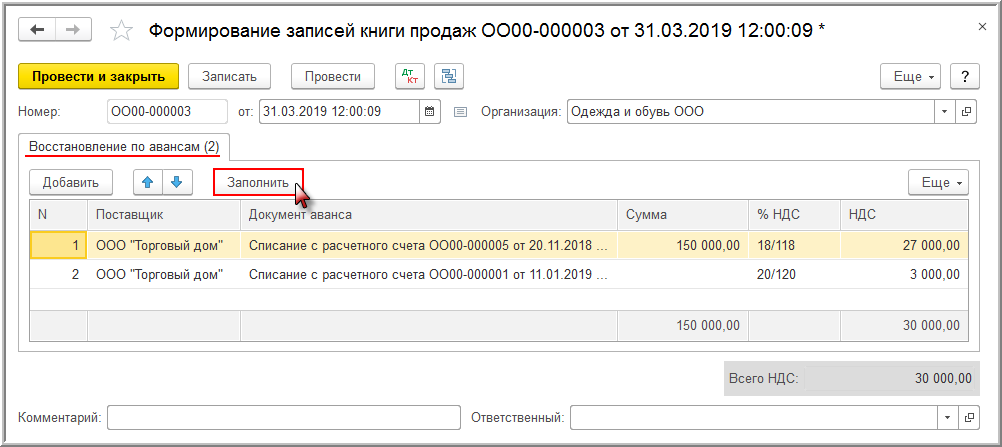 Формирование записей книги продаж ОО00-000003 от 31.03.2019 12:00:09 *
Провести и закрыть Записать Провести Дт Кт Еще ?
Номер: ОО00-000003 от: 31.03.2019 12:00:09 Организация: Одежда и обувь ООО
Восстановление по авансам (2)
Добавить Заполнить Еще
N Поставщик Документ аванса Сумма % НДС НДС
1 ООО "Торговый дом" Списание с расчетного счета ОО00-000005 от 20.11.2018 ... 150 000,00 18/118 27 000,00
2 ООО "Торговый дом" Списание с расчетного счета ОО00-000001 от 11.01.2019 ... 20/120 3 000,00
150 000,00 30 000,00
Всего НДС: 30 000,00
Комментарий: Ответственный: